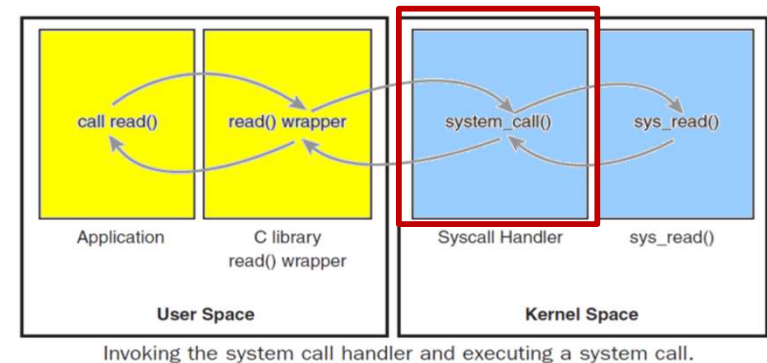 call read()
read() wrapper
system_call()
sys_read()
Application
C library
read() wrapper
Syscall Handler
sys_read()
User Space
Kernel Space
Invoking the system call handler and executing a system call.